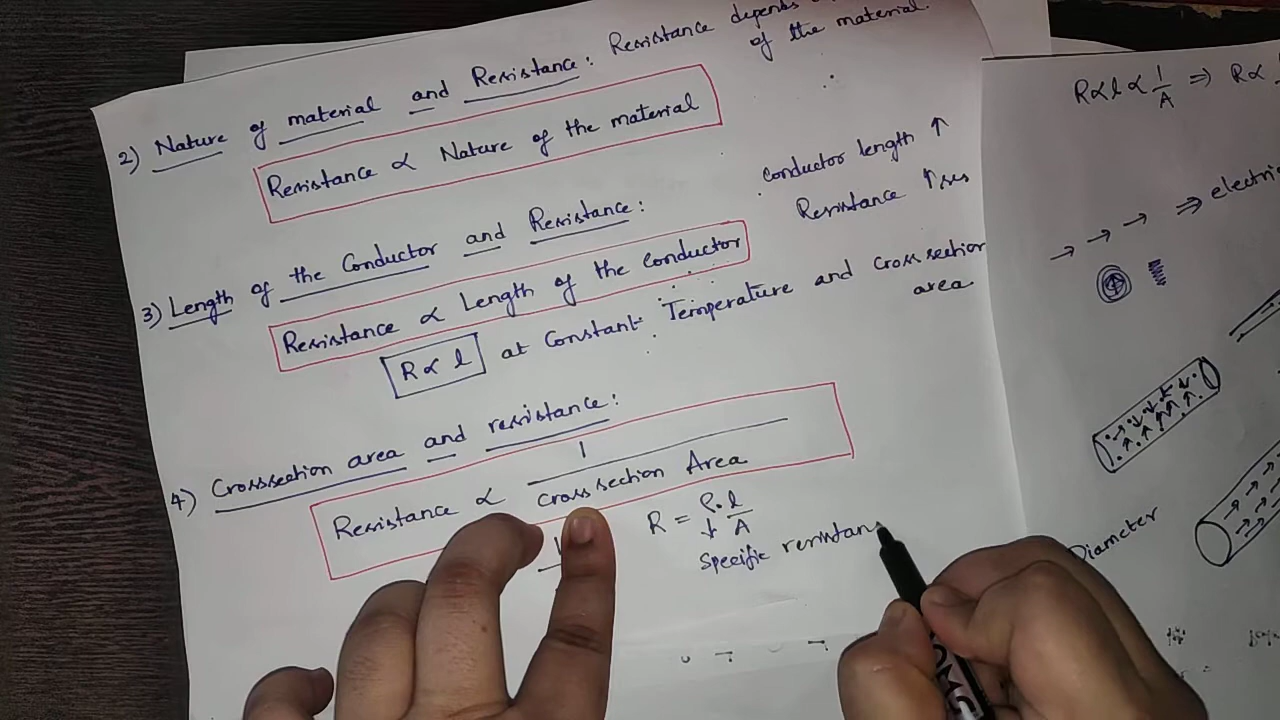 2) Nature of material and Resistance: Resistance depends
of the material.
Resistance ∝ Nature of the material
3) Length of the Conductor and Resistance:
Conductor length ↑
Resistance ↑ses
Resistance ∝ Length of the conductor
R ∝ l at Constant Temperature and Cross section
area
4) Crosssection area and resistance:
Resistance ∝ 1
Cross section Area
R = ρ. l
A
Specific resistan
R∝l∝ 1/A ⇒ R∝
→ → → ⇒
Diameter